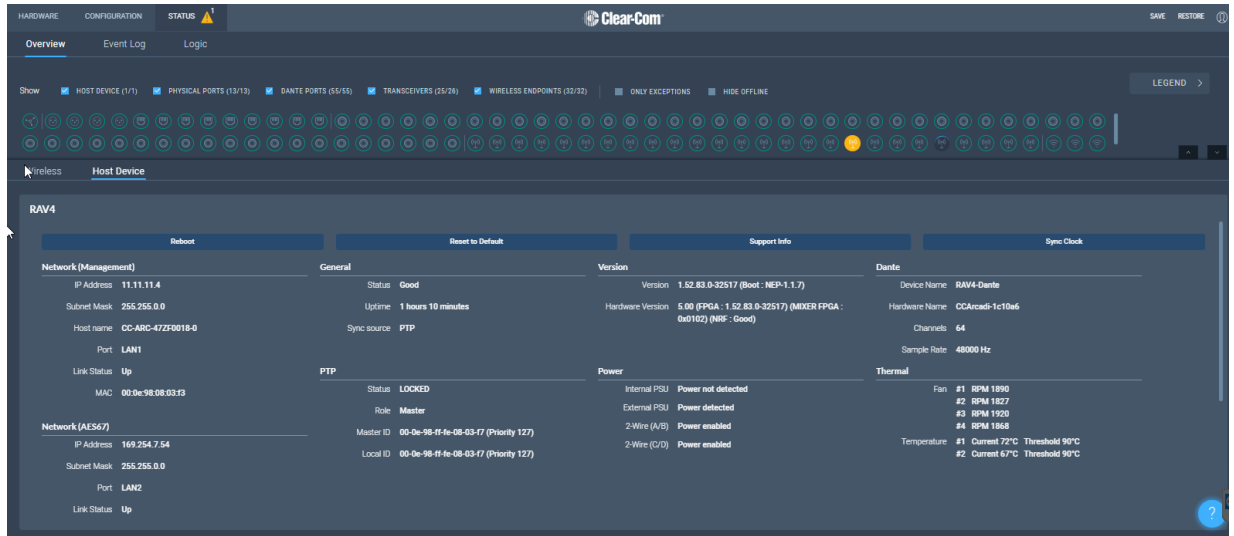 HARDWARE CONFIGURATION STATUS 1 Clear-Com SAVE RESTORE
Overview Event Log Logic
LEGEND >
Show HOST DEVICE (1/1) PHYSICAL PORTS (13/13) DANTE PORTS (55/55) TRANSCEIVERS (25/26) WIRELESS ENDPOINTS (32/32) ONLY EXCEPTIONS HIDE OFFLINE
Wireless Host Device
RAV4
Reboot Reset to Default Support Info Sync Clock
Network (Management) General Version Dante
IP Address 11.11.11.4 Status Good Version 1.52.83.0-32517 (Boot : NEP-1.1.7) Device Name RAV4-Dante
Subnet Mask 255.255.0.0 Uptime 1 hours 10 minutes Hardware Version 5.00 (FPGA : 1.52.83.0-32517) (MIXER FPGA : Hardware Name CCArcadi-1c10a6
0x0102) (NRF : Good)
Host name CC-ARC-47ZF0018-0 Sync source PTP Channels 64
Port LAN1 Sample Rate 48000 Hz
Link Status Up PTP Power Thermal
MAC 00:0e:98:08:03:f3 Status LOCKED Internal PSU Power not detected Fan #1 RPM 1890
#2 RPM 1827
Role Master External PSU Power detected #3 RPM 1920
#4 RPM 1868
Network (AES67) Master ID 00-0e-98-ff-fe-08-03-f7 (Priority 127) 2-Wire (A/B) Power enabled
IP Address 169.254.7.54 Local ID 00-0e-98-ff-fe-08-03-f7 (Priority 127) 2-Wire (C/D) Power enabled Temperature #1 Current 72°C Threshold 90°C
#2 Current 67°C Threshold 90°C
Subnet Mask 255.255.0.0
Port LAN2
Link Status Up
?